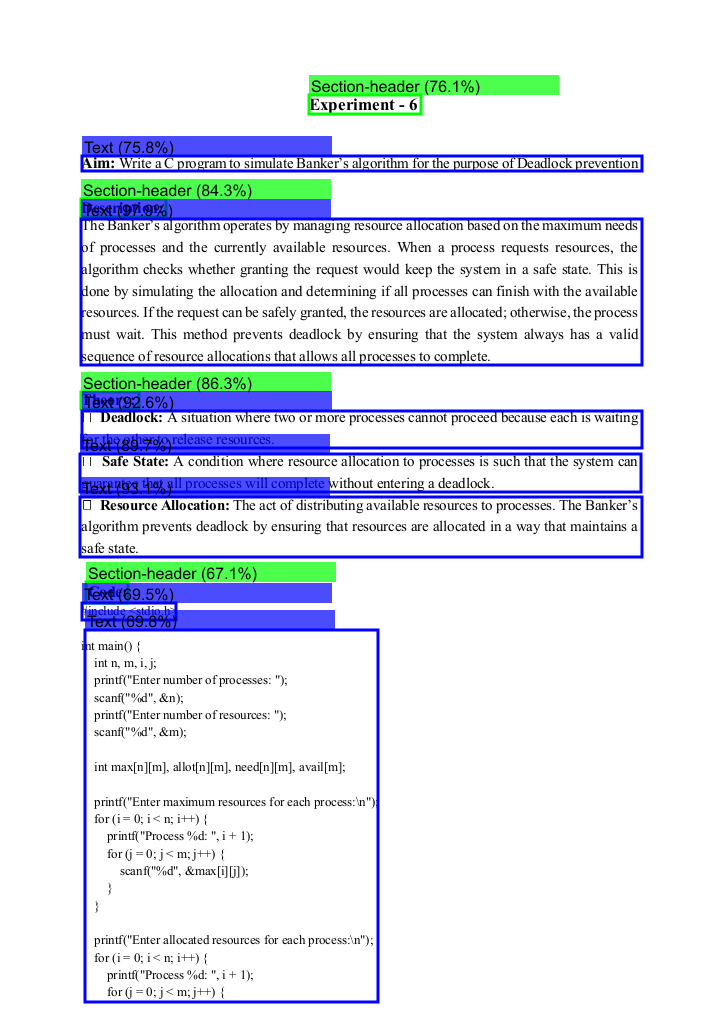 Section-header (76.1%)
Experiment - 6
Text (75.8%)
Aim: Write a C program to simulate Banker's algorithm for the purpose of Deadlock prevention
Section-header (84.3%)
Text (97.9%)
The Banker's algorithm operates by managing resource allocation based on the maximum needs
of processes and the currently available resources. When a process requests resources, the
algorithm checks whether granting the request would keep the system in a safe state. This is
done by simulating the allocation and determining if all processes can finish with the available
resources. If the request can be safely granted, the resources are allocated; otherwise, the process
must wait. This method prevents deadlock by ensuring that the system always has a valid
sequence of resource allocations that allows all processes to complete.
Section-header (86.3%)
Text (92.6%)
Deadlock: A situation where two or more processes cannot proceed because each is waiting
for the other to release resources.
Text (89.7%)
Safe State: A condition where resource allocation to processes is such that the system can
guarantee that all processes will complete without entering a deadlock.
Text (93.1%)
Resource Allocation: The act of distributing available resources to processes. The Banker's
algorithm prevents deadlock by ensuring that resources are allocated in a way that maintains a
safe state.
Section-header (67.1%)
Code:
Text (69.5%)
#include <stdio.h>
Text (69.8%)
int main() {
    int n, m, i, j;
    printf("Enter number of processes: ");
    scanf("%d", &n);
    printf("Enter number of resources: ");
    scanf("%d", &m);
    int max[n][m], allot[n][m], need[n][m], avail[m];
    printf("Enter maximum resources for each process:\n");
    for (i = 0; i < n; i++) {
        printf("Process %d: ", i + 1);
        for (j = 0; j < m; j++) {
            scanf("%d", &max[i][j]);
        }
    }
    printf("Enter allocated resources for each process:\n");
    for (i = 0; i < n; i++) {
        printf("Process %d: ", i + 1);
        for (j = 0; j < m; j++) {